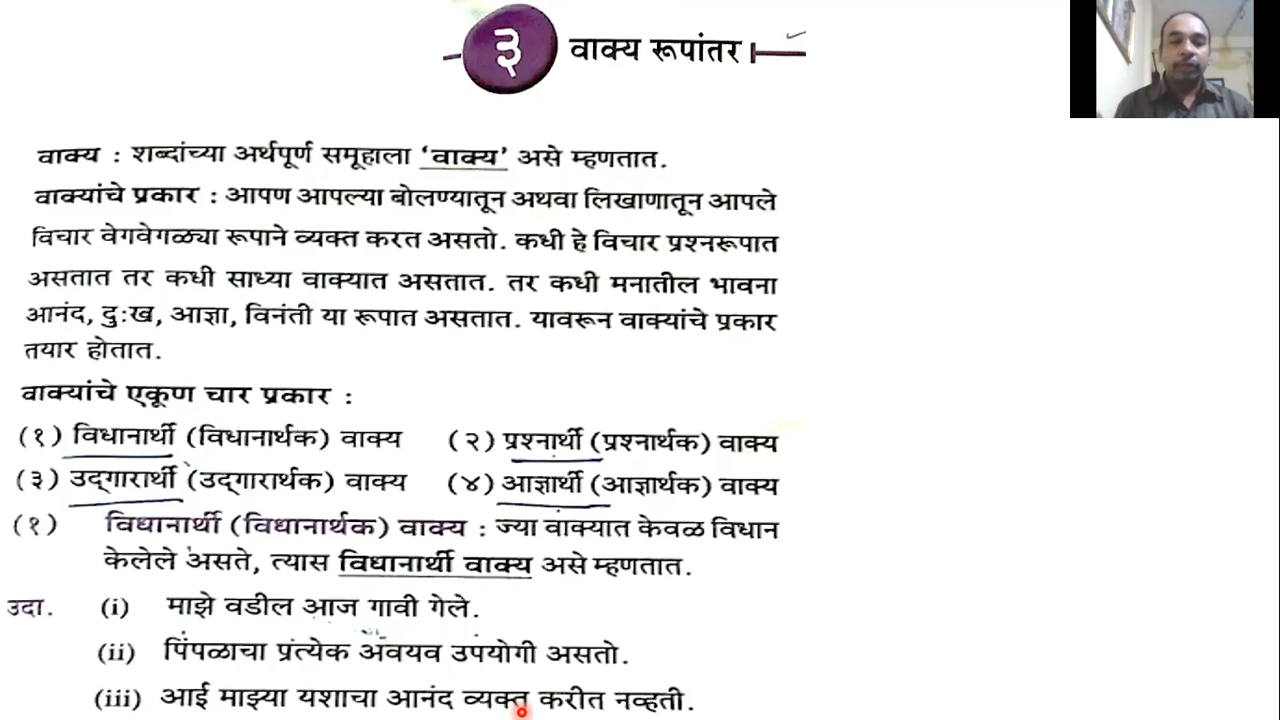 ३ वाक्य रूपांतर
वाक्य : शब्दांच्या अर्थपूर्ण समूहाला ‘वाक्य’ असे म्हणतात.
वाक्यांचे प्रकार : आपण आपल्या बोलण्यातून अथवा लिखाणातून आपले
विचार वेगवेगळ्या रूपाने व्यक्त करत असतो. कधी हे विचार प्रश्नरूपात
असतात तर कधी साध्या वाक्यात असतात. तर कधी मनातील भावना
आनंद, दुःख, आज्ञा, विनंती या रूपात असतात. यावरून वाक्यांचे प्रकार
तयार होतात.
वाक्यांचे एकूण चार प्रकार :
(१) विधानार्थी (विधानार्थक) वाक्य (२) प्रश्नार्थी (प्रश्नार्थक) वाक्य
(३) उद्‌गारार्थी (उद्‌गारार्थक) वाक्य (४) आज्ञार्थी (आज्ञार्थक) वाक्य
(१) विधानार्थी (विधानार्थक) वाक्य : ज्या वाक्यात केवळ विधान
केलेले असते, त्यास विधानार्थी वाक्य असे म्हणतात.
उदा. (i) माझे वडील आज गावी गेले.
(ii) पिंपळाचा प्रत्येक अवयव उपयोगी असतो.
(iii) आई माझ्या यशाचा आनंद व्यक्त करीत नव्हती.